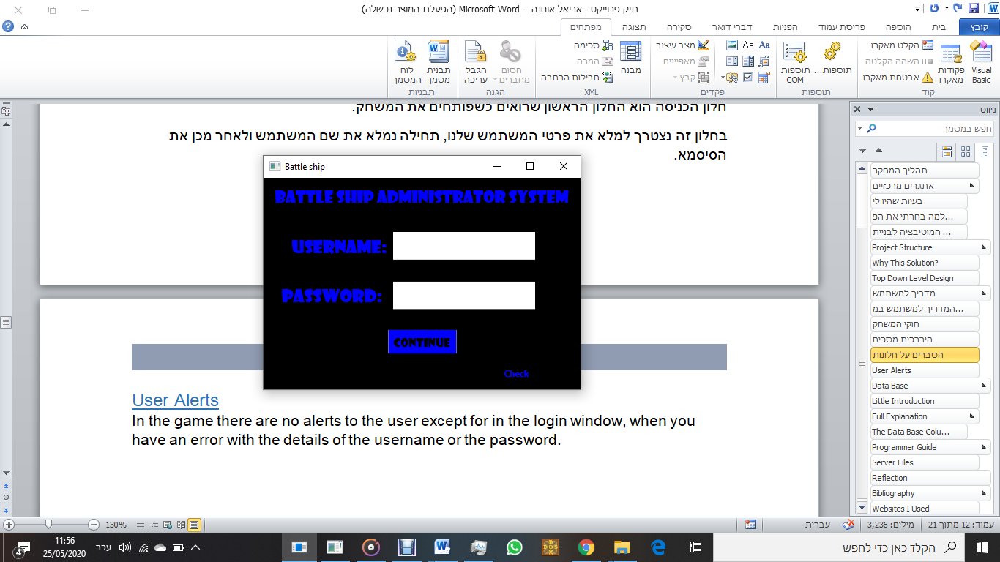 תיק פרוייקט - אריאל אוחנה - Microsoft Word (הפעלת המוצר נכשלה)
קובץ
בית
הוספה
פריסת עמוד
הפניות
דברי דואר
סקירה
תצוגה
מפתחים
Visual Basic
פקודות מאקרו
הקלט מאקרו
השהה הקלטה
אבטחת מאקרו
קוד
תוספות...
תוספות COM
תוספות
Aa Aa
מצב עיצוב
מאפיינים
קבץ
פקדים
מבנה
סכימה
המרה
חבילות הרחבה
XML
חסום מחברים
הגבל עריכה
הגנה
תבנית מסמך
לוח המסמך
תבניות
ניווט
חפש במסמך
תהליך המחקר
אתגרים מרכזיים
בעיות שהיו לי
למה בחרתי את הפ...
המוטיבציה לבניית ...
Project Structure
Why This Solution?
Top Down Level Design
מדריך למשתמש
המדריך למשתמש במ...
חוקי המשחק
היררכית מסכים
הסברים על חלונות
User Alerts
Data Base
Little Introduction
Full Explanation
The Data Base Colu...
Programmer Guide
Server Files
Reflection
Bibliography
Websites I Used
חלון הכניסה הוא החלון הראשון שרואים כשפותחים את המשחק.
בחלון זה נצטרך למלא את פרטי המשתמש שלנו, תחילה נמלא את שם המשתמש ולאחר מכן את
הסיסמא.
Battle ship
BATTLE SHIP ADMINISTRATOR SYSTEM
USERNAME:
PASSWORD:
CONTINUE
Check
User Alerts
In the game there are no alerts to the user except for in the login window, when you
have an error with the details of the username or the password.
עמוד: 12 מתוך 21
מילים: 3,236
עברית
130%
הקלד כאן כדי לחפש
DOS
עבר
11:56
25/05/2020
4